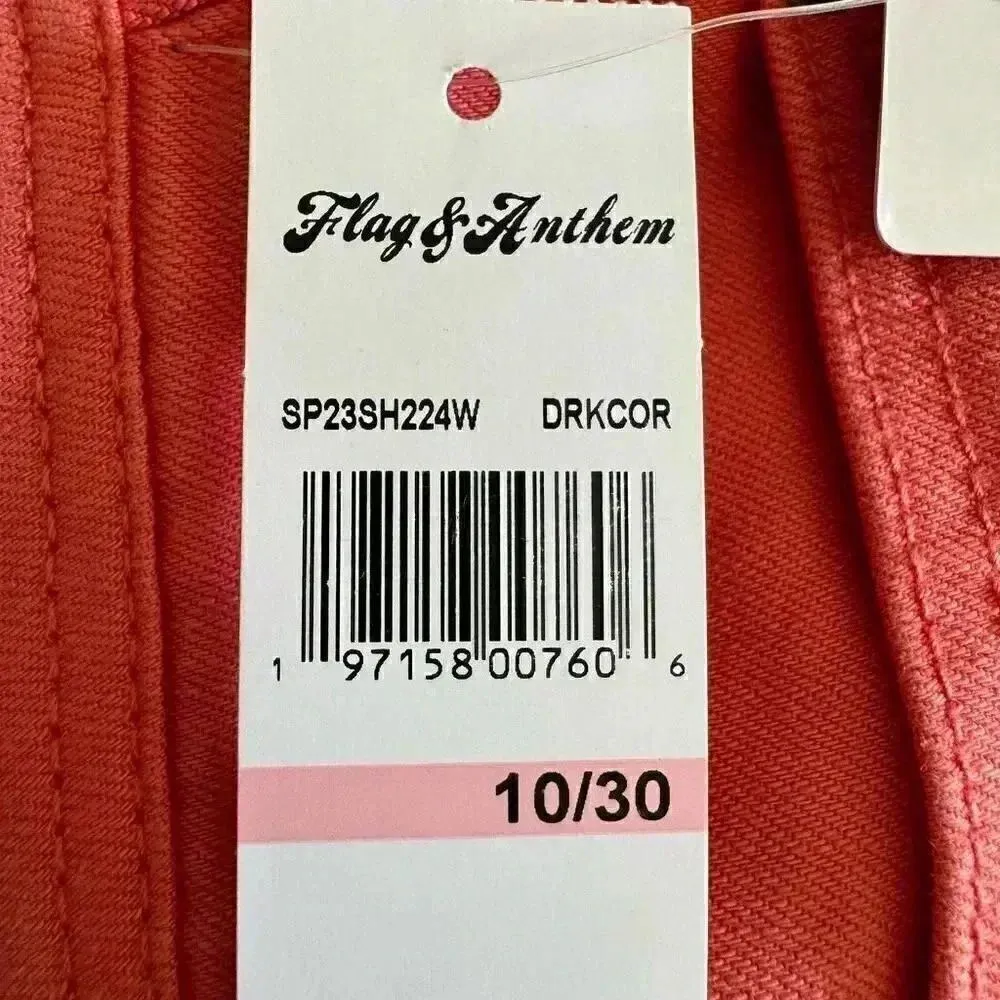 Flag & Anthem
SP23SH224W DRKCOR
1 97158 00760 6
10/30